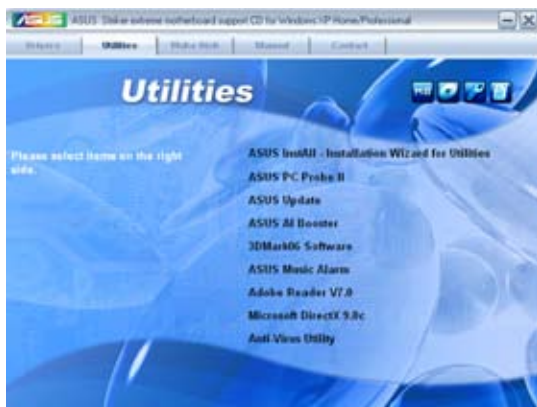 ASUS
ASUS Striker extreme motherboard support CD for Windows XP Home/Professional
Drivers
Utilities
Make Disk
Manual
Contact
Utilities
Please select items on the right
side.
ASUS InstAll - Installation Wizard for Utilities
ASUS PC Probe II
ASUS Update
ASUS AI Booster
3DMark06 Software
ASUS Music Alarm
Adobe Reader V7.0
Microsoft DirectX 9.0c
Anti-Virus Utility